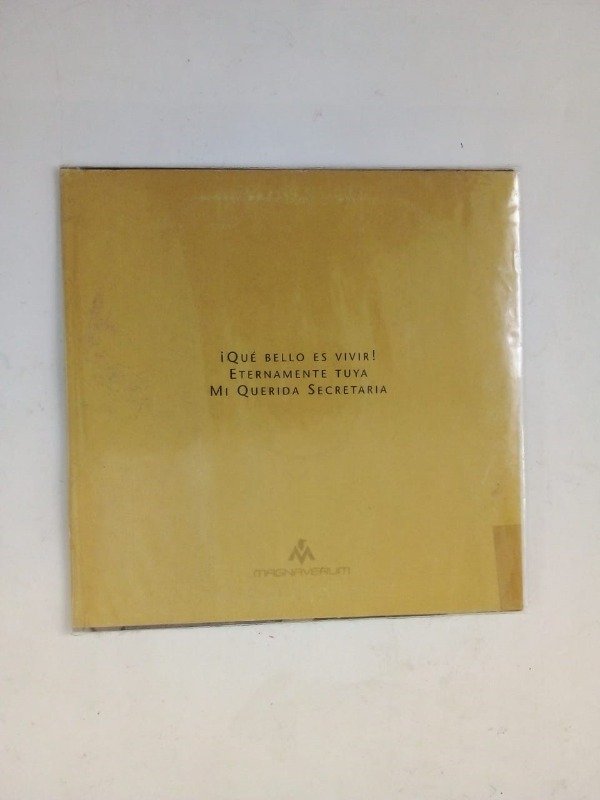 ¡QUÉ BELLO ES VIVIR!
ETERNAMENTE TUYA
MI QUERIDA SECRETARIA
MAGNAVERUM